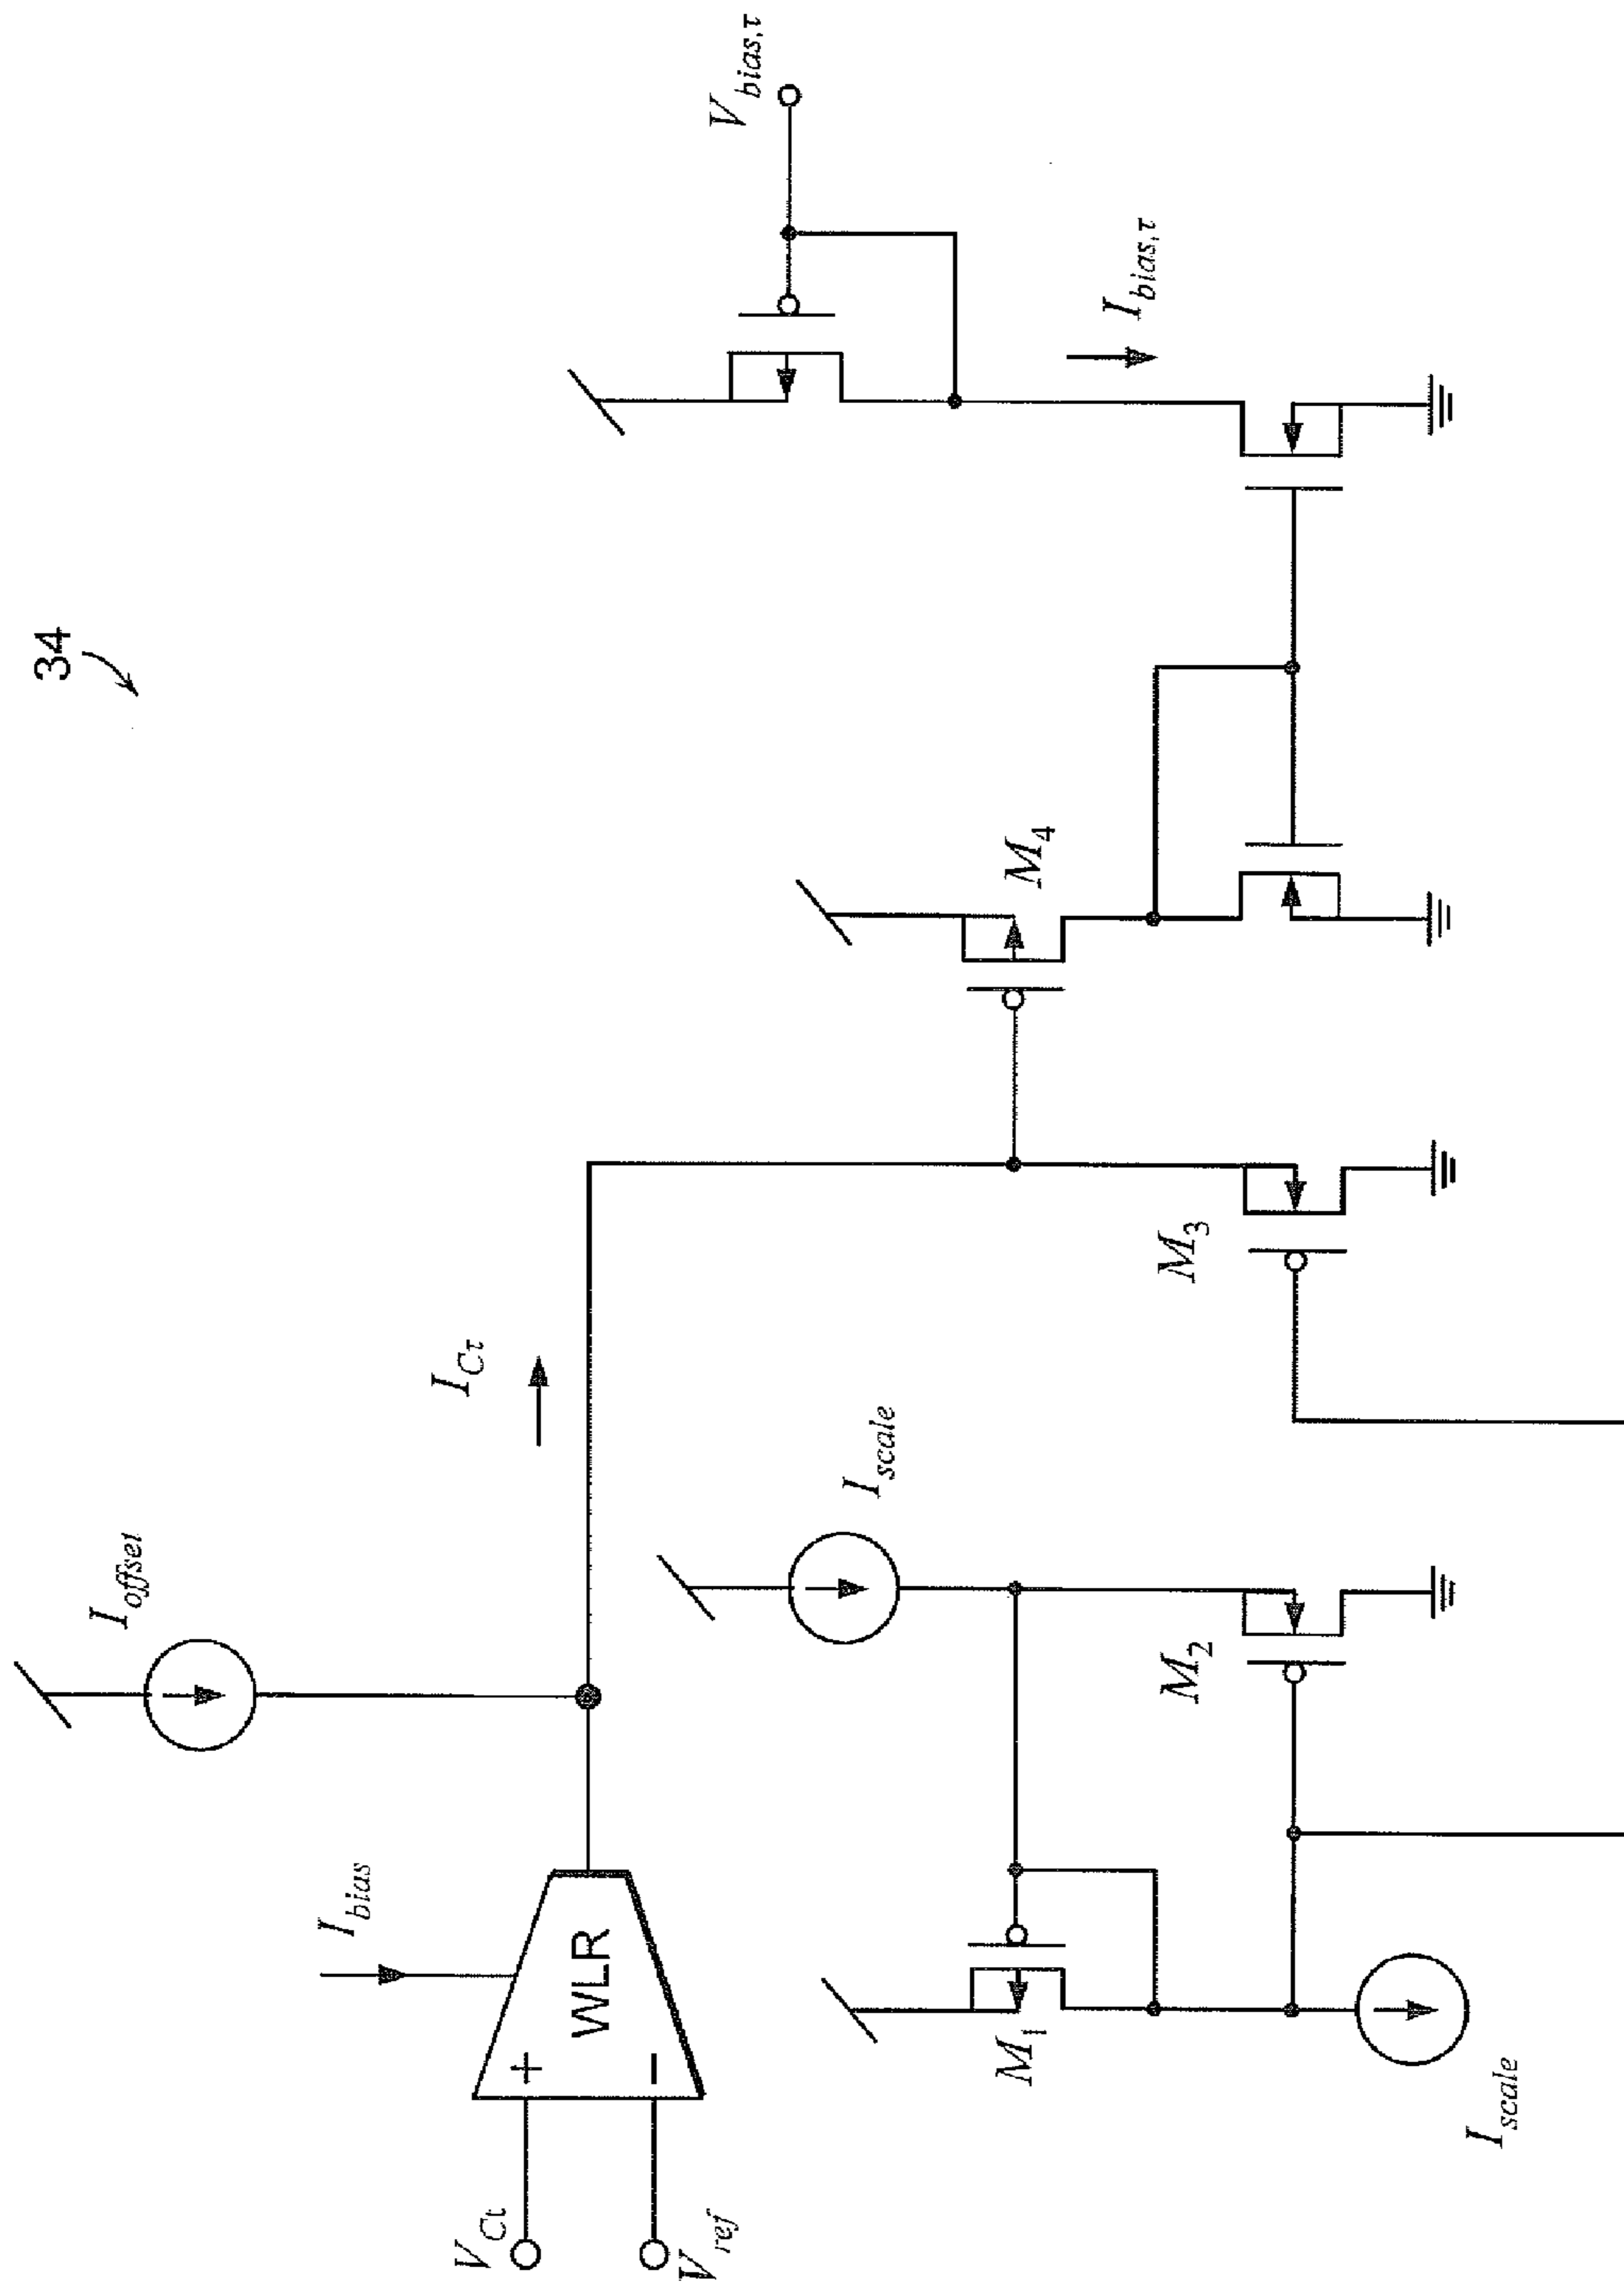 34
I_offset
I_bias
V_Cτ
+
WLR
−
V_ref
I_Cτ
I_scale
M_1
M_2
I_scale
M_3
M_4
V_bias,τ
I_bias,τ